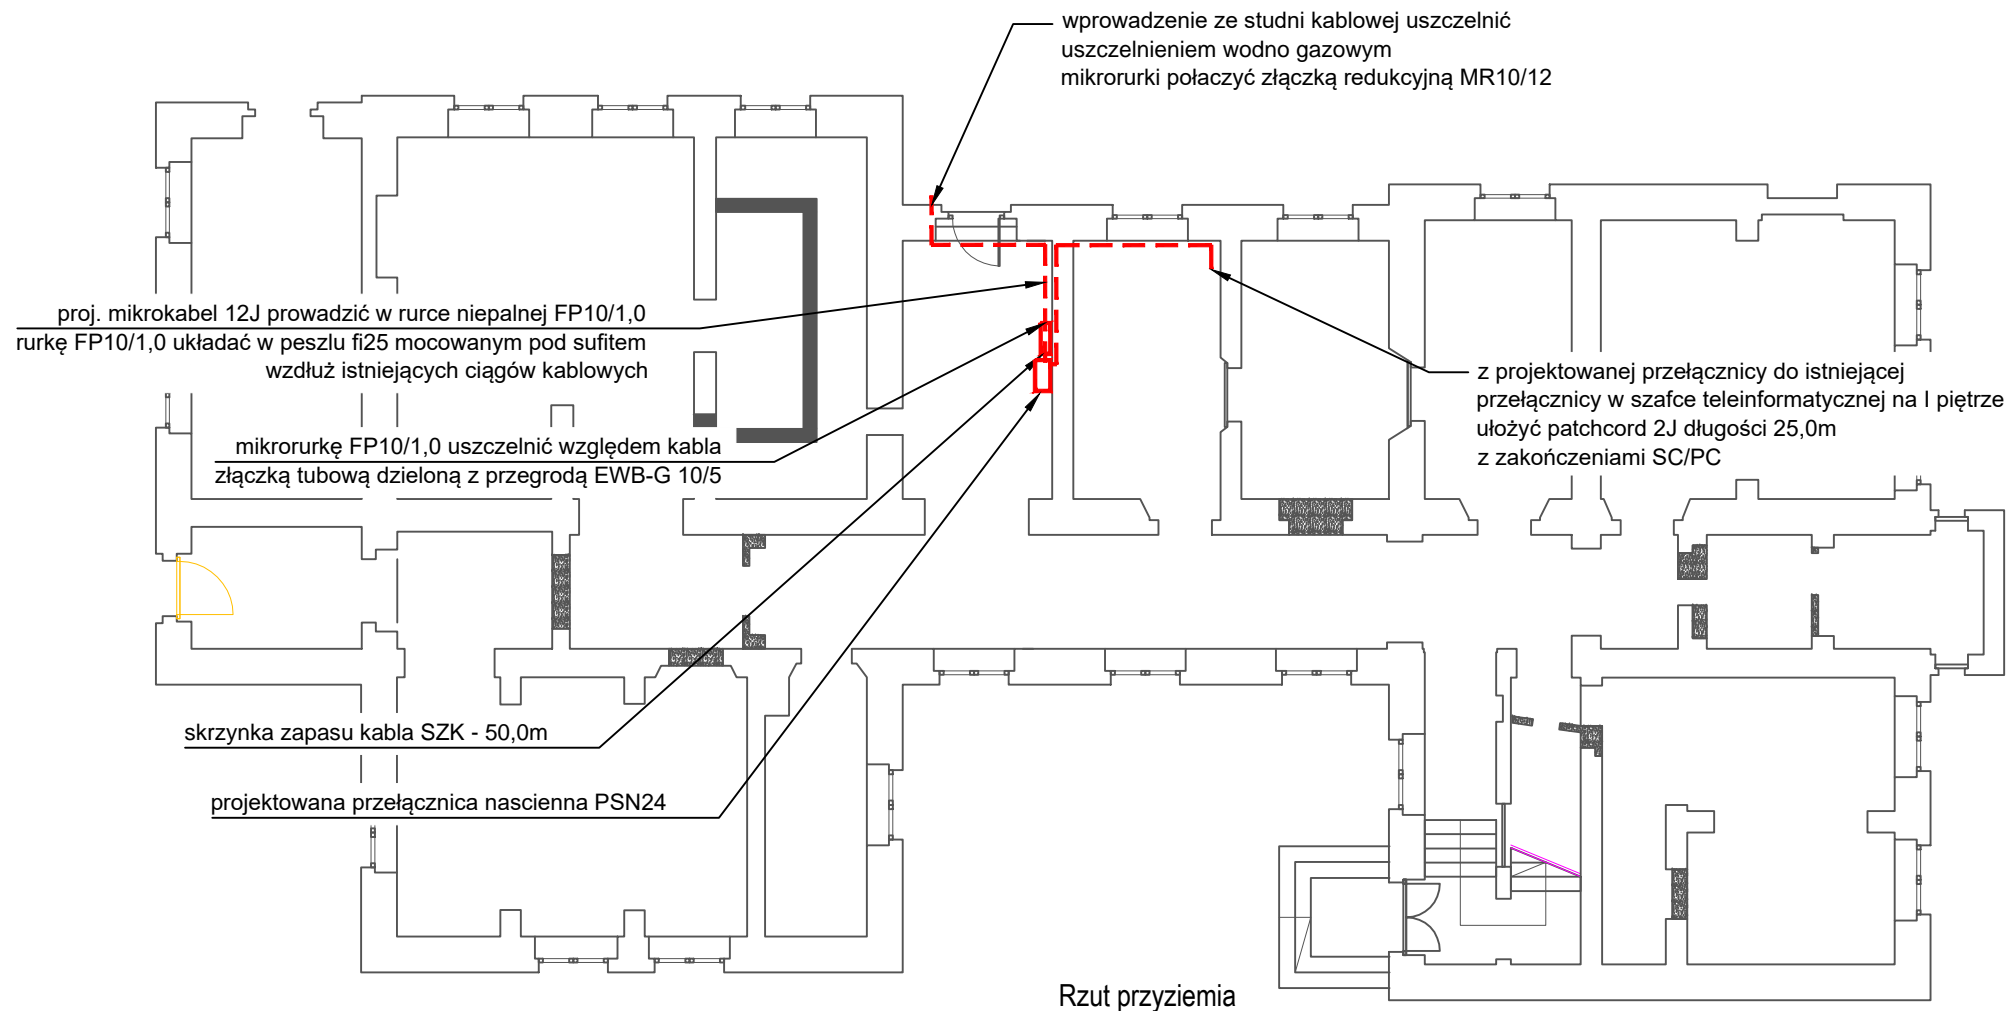 wprowadzenie ze studni kablowej uszczelnić
uszczelnieniem wodno gazowym
mikrorurki połaczyć złączką redukcyjną MR10/12
proj. mikrokabel 12J prowadzić w rurce niepalnej FP10/1,0
rurkę FP10/1,0 układać w peszlu fi25 mocowanym pod sufitem
wzdłuż istniejących ciągów kablowych
z projektowanej przełącznicy do istniejącej
przełącznicy w szafce teleinformatycznej na I piętrze
ułożyć patchcord 2J długości 25,0m
z zakończeniami SC/PC
mikrorurkę FP10/1,0 uszczelnić względem kabla
złączką tubową dzieloną z przegrodą EWB-G 10/5
skrzynka zapasu kabla SZK - 50,0m
projektowana przełącznica nascienna PSN24
Rzut przyziemia